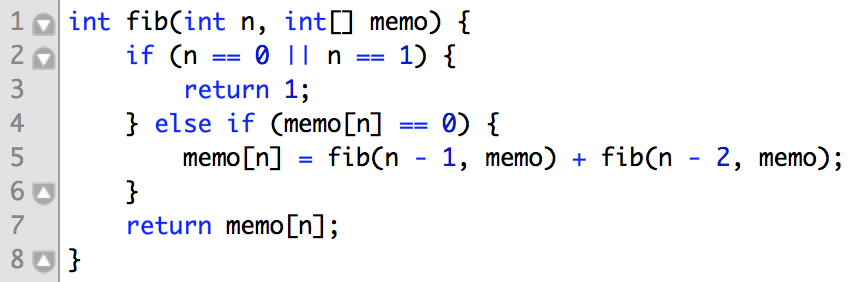 1 int fib(int n, int[] memo) {
2     if (n == 0 || n == 1) {
3         return 1;
4     } else if (memo[n] == 0) {
5         memo[n] = fib(n - 1, memo) + fib(n - 2, memo);
6     }
7     return memo[n];
8 }